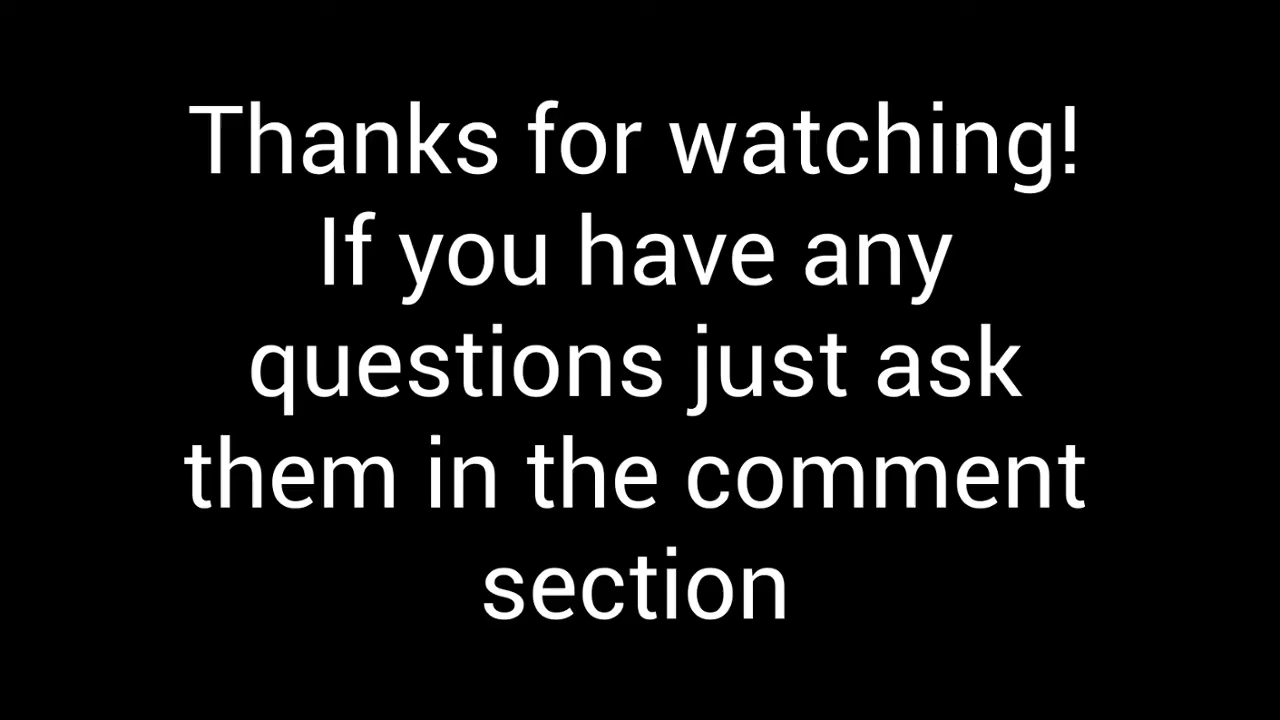 Thanks for watching!
If you have any
questions just ask
them in the comment
section